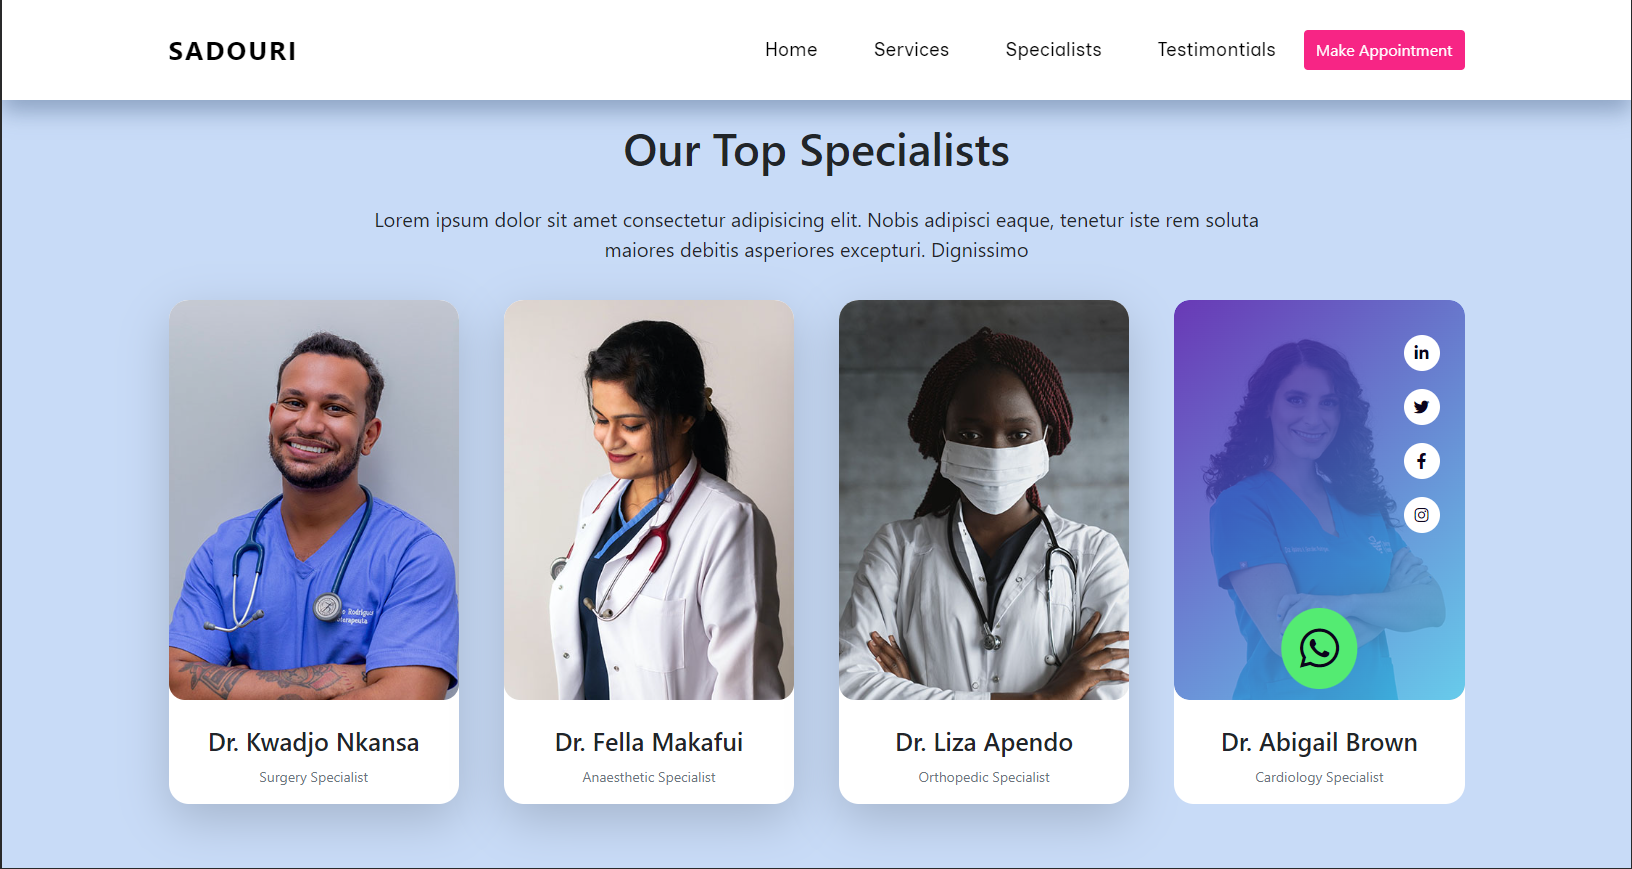 SADOURI
Home
Services
Specialists
Testimontials
Make Appointment
Our Top Specialists
Lorem ipsum dolor sit amet consectetur adipisicing elit. Nobis adipisci eaque, tenetur iste rem soluta
maiores debitis asperiores excepturi. Dignissimo
in
Dr. Kwadjo Nkansa
Surgery Specialist
Dr. Fella Makafui
Anaesthetic Specialist
Dr. Liza Apendo
Orthopedic Specialist
Dr. Abigail Brown
Cardiology Specialist